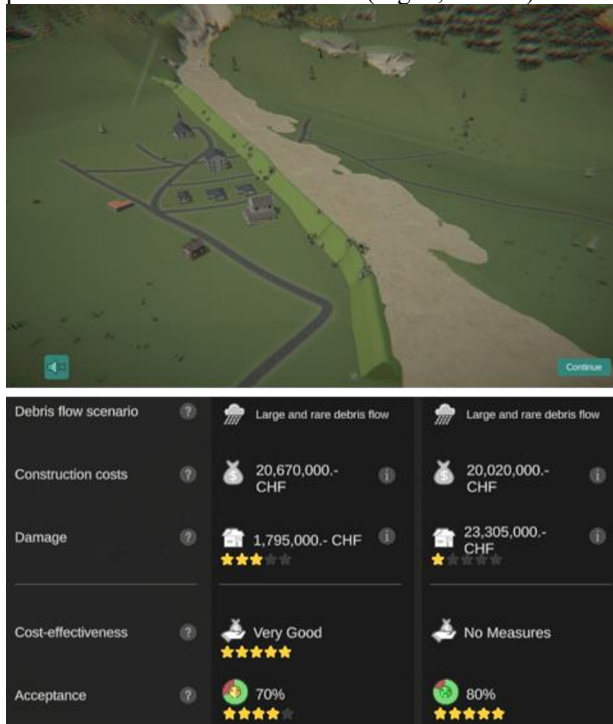 Continue
Debris flow scenario ? Large and rare debris flow Large and rare debris flow
Construction costs ? 20,670,000.- i 20,020,000.- i
CHF CHF
Damage ? 1,795,000.- CHF i 23,305,000.- i
CHF
Cost-effectiveness ? Very Good No Measures
Acceptance ? 70% 80%